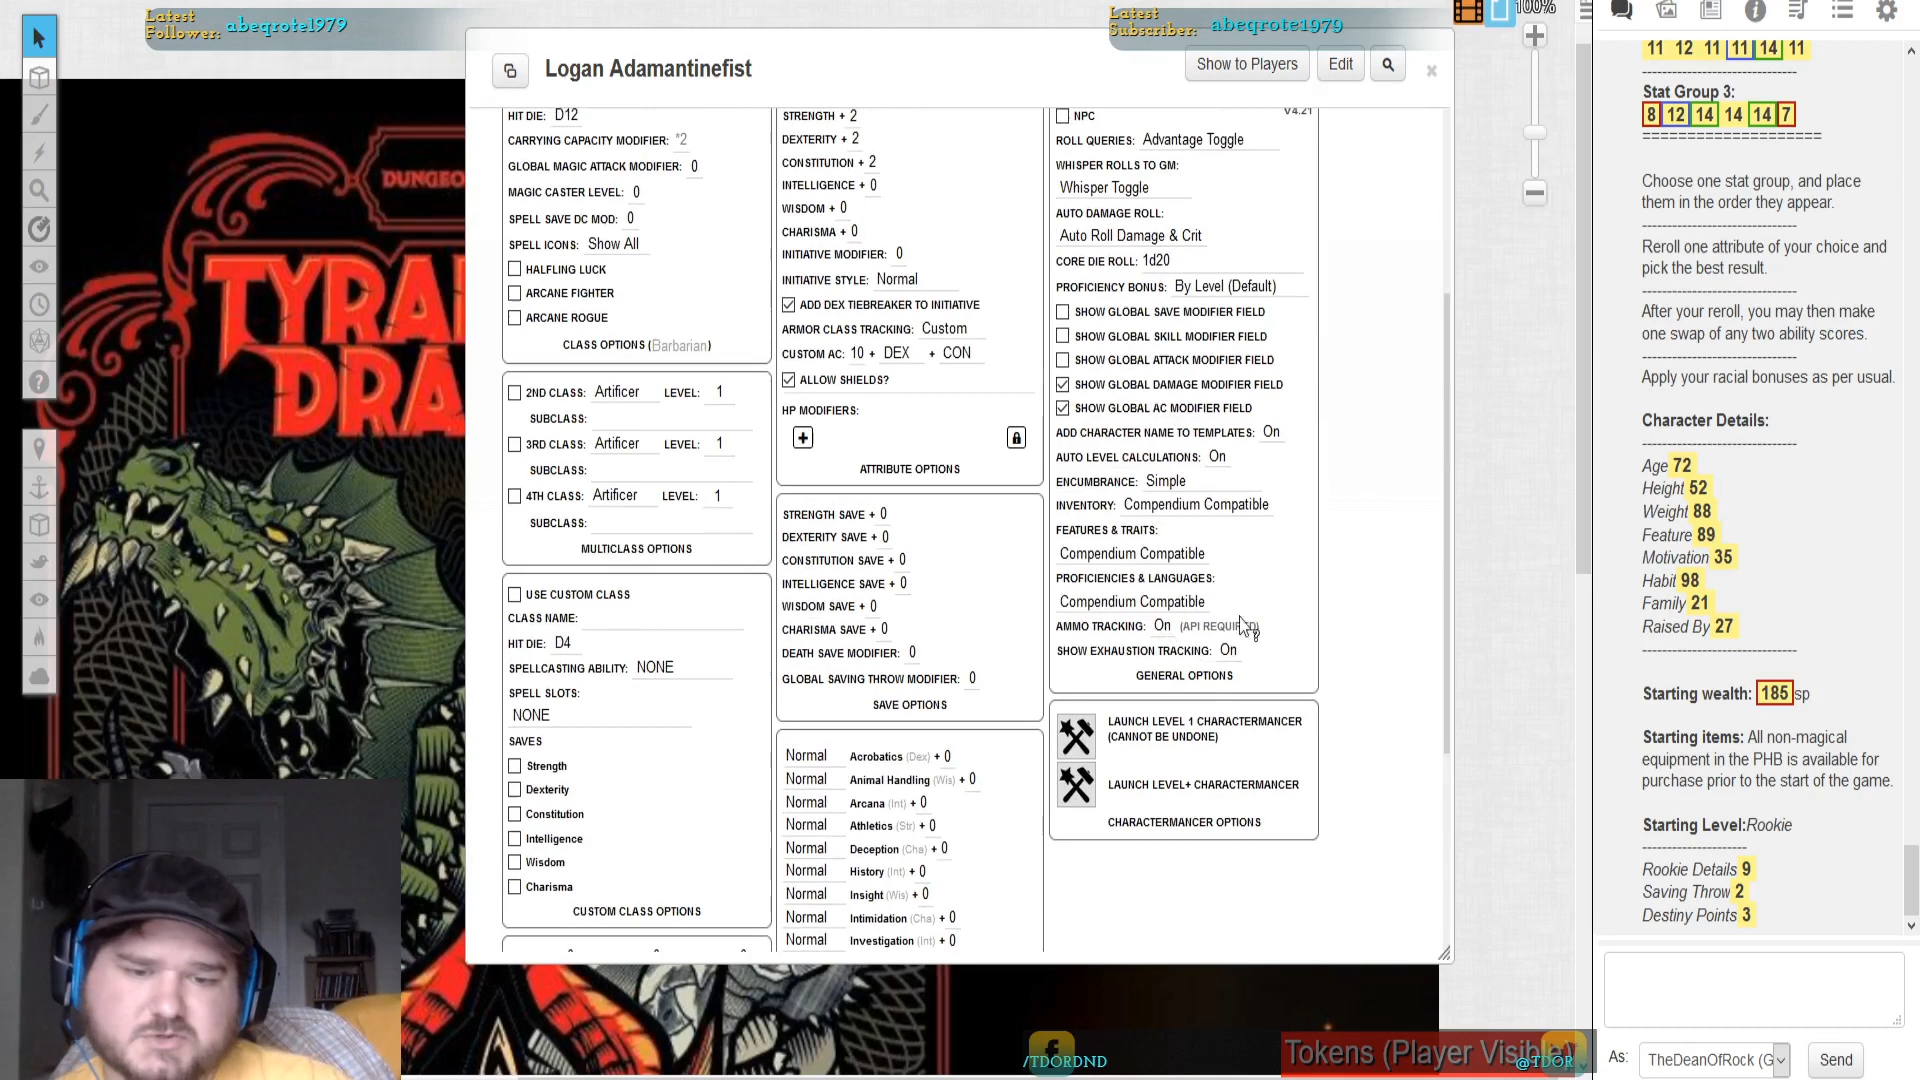 Latest
Follower: abeqrote1979
Latest
Subscriber: abeqrote1979
100%
DUNGEO
TYRA
DRA
Logan Adamantinefist
Show to Players
Edit
HIT DIE: D12
CARRYING CAPACITY MODIFIER: *2
GLOBAL MAGIC ATTACK MODIFIER: 0
MAGIC CASTER LEVEL: 0
SPELL SAVE DC MOD: 0
SPELL ICONS: Show All
HALFLING LUCK
ARCANE FIGHTER
ARCANE ROGUE
CLASS OPTIONS (Barbarian)
2ND CLASS: Artificer LEVEL: 1
SUBCLASS:
3RD CLASS: Artificer LEVEL: 1
SUBCLASS:
4TH CLASS: Artificer LEVEL: 1
SUBCLASS:
MULTICLASS OPTIONS
USE CUSTOM CLASS
CLASS NAME:
HIT DIE: D4
SPELLCASTING ABILITY: NONE
SPELL SLOTS:
NONE
SAVES
Strength
Dexterity
Constitution
Intelligence
Wisdom
Charisma
CUSTOM CLASS OPTIONS
STRENGTH + 2
DEXTERITY + 2
CONSTITUTION + 2
INTELLIGENCE + 0
WISDOM + 0
CHARISMA + 0
INITIATIVE MODIFIER: 0
INITIATIVE STYLE: Normal
ADD DEX TIEBREAKER TO INITIATIVE
ARMOR CLASS TRACKING: Custom
CUSTOM AC: 10 + DEX + CON
ALLOW SHIELDS?
HP MODIFIERS:
ATTRIBUTE OPTIONS
STRENGTH SAVE + 0
DEXTERITY SAVE + 0
CONSTITUTION SAVE + 0
INTELLIGENCE SAVE + 0
WISDOM SAVE + 0
CHARISMA SAVE + 0
DEATH SAVE MODIFIER: 0
GLOBAL SAVING THROW MODIFIER: 0
SAVE OPTIONS
Normal Acrobatics (Dex) + 0
Normal Animal Handling (Wis) + 0
Normal Arcana (Int) + 0
Normal Athletics (Str) + 0
Normal Deception (Cha) + 0
Normal History (Int) + 0
Normal Insight (Wis) + 0
Normal Intimidation (Cha) + 0
Normal Investigation (Int) + 0
NPC V4.21
ROLL QUERIES: Advantage Toggle
WHISPER ROLLS TO GM:
Whisper Toggle
AUTO DAMAGE ROLL:
Auto Roll Damage & Crit
CORE DIE ROLL: 1d20
PROFICIENCY BONUS: By Level (Default)
SHOW GLOBAL SAVE MODIFIER FIELD
SHOW GLOBAL SKILL MODIFIER FIELD
SHOW GLOBAL ATTACK MODIFIER FIELD
SHOW GLOBAL DAMAGE MODIFIER FIELD
SHOW GLOBAL AC MODIFIER FIELD
ADD CHARACTER NAME TO TEMPLATES: On
AUTO LEVEL CALCULATIONS: On
ENCUMBRANCE: Simple
INVENTORY: Compendium Compatible
FEATURES & TRAITS:
Compendium Compatible
PROFICIENCIES & LANGUAGES:
Compendium Compatible
AMMO TRACKING: On (API REQUIRED)
SHOW EXHAUSTION TRACKING: On
GENERAL OPTIONS
LAUNCH LEVEL 1 CHARACTERMANCER
(CANNOT BE UNDONE)
LAUNCH LEVEL+ CHARACTERMANCER
CHARACTERMANCER OPTIONS
/TDORDND
Tokens (Player Visible)
@TDOR
11 12 11 11 14 11
-----------------------------
Stat Group 3:
8 12 14 14 14 7
======================
Choose one stat group, and place
them in the order they appear.
-----------------------------
Reroll one attribute of your choice and
pick the best result.
-----------------------------
After your reroll, you may then make
one swap of any two ability scores.
-----------------------------
Apply your racial bonuses as per usual.
Character Details:
-----------------------------
Age 72
Height 52
Weight 88
Feature 89
Motivation 35
Habit 98
Family 21
Raised By 27
-----------------------------
Starting wealth: 185 sp
Starting items: All non-magical
equipment in the PHB is available for
purchase prior to the start of the game.
Starting Level:Rookie
-------------------
Rookie Details 9
Saving Throw 2
Destiny Points 3
As: TheDeanOfRock (G
Send